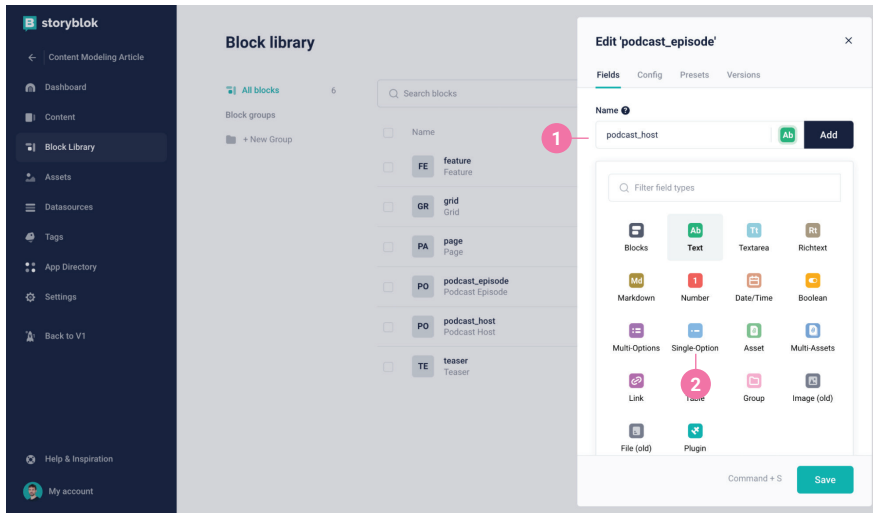 storyblok
Content Modeling Article
Dashboard
Content
Block Library
Assets
Datasources
Tags
App Directory
Settings
Back to V1
Help & Inspiration
My account
Block library
All blocks 6
Block groups
+ New Group
Search blocks
Name
FE feature
Feature
GR grid
Grid
PA page
Page
PO podcast_episode
Podcast Episode
PO podcast_host
Podcast Host
TE teaser
Teaser
Edit 'podcast_episode'
Fields Config Presets Versions
Name
1 podcast_host Ab Add
Filter field types
Ab Tt Rt
Blocks Text Textarea Richtext
Md 1
Markdown Number Date/Time Boolean
Multi-Options Single-Option Asset Multi-Assets
2
Link Table Group Image (old)
File (old) Plugin
Command + S Save